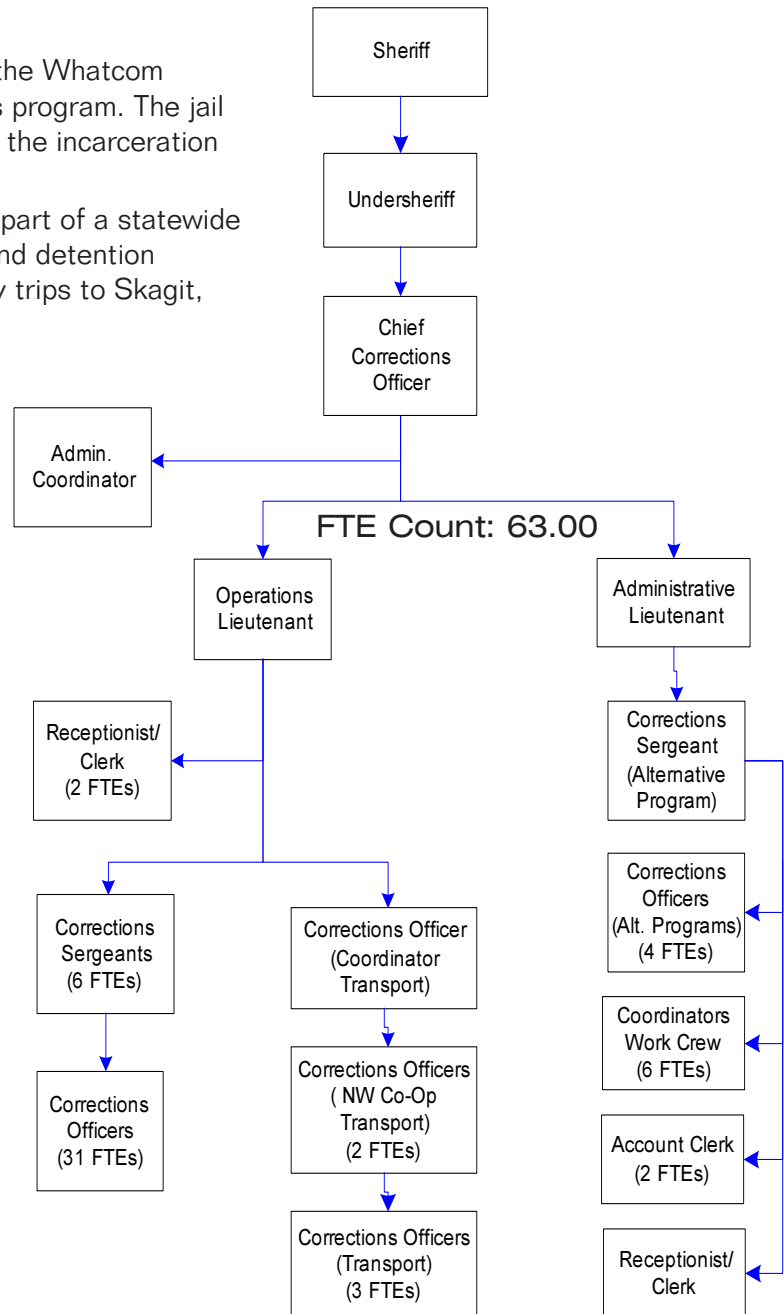 the Whatcom
s program. The jail
the incarceration
part of a statewide
nd detention
y trips to Skagit,
Sheriff
Undersheriff
Chief
Corrections
Officer
Admin.
Coordinator
FTE Count: 63.00
Operations
Lieutenant
Administrative
Lieutenant
Receptionist/
Clerk
(2 FTEs)
Corrections
Sergeant
(Alternative
Program)
Corrections
Sergeants
(6 FTEs)
Corrections Officer
(Coordinator
Transport)
Corrections
Officers
(Alt. Programs)
(4 FTEs)
Corrections
Officers
(31 FTEs)
Corrections Officers
( NW Co-Op
Transport)
(2 FTEs)
Coordinators
Work Crew
(6 FTEs)
Corrections Officers
(Transport)
(3 FTEs)
Account Clerk
(2 FTEs)
Receptionist/
Clerk